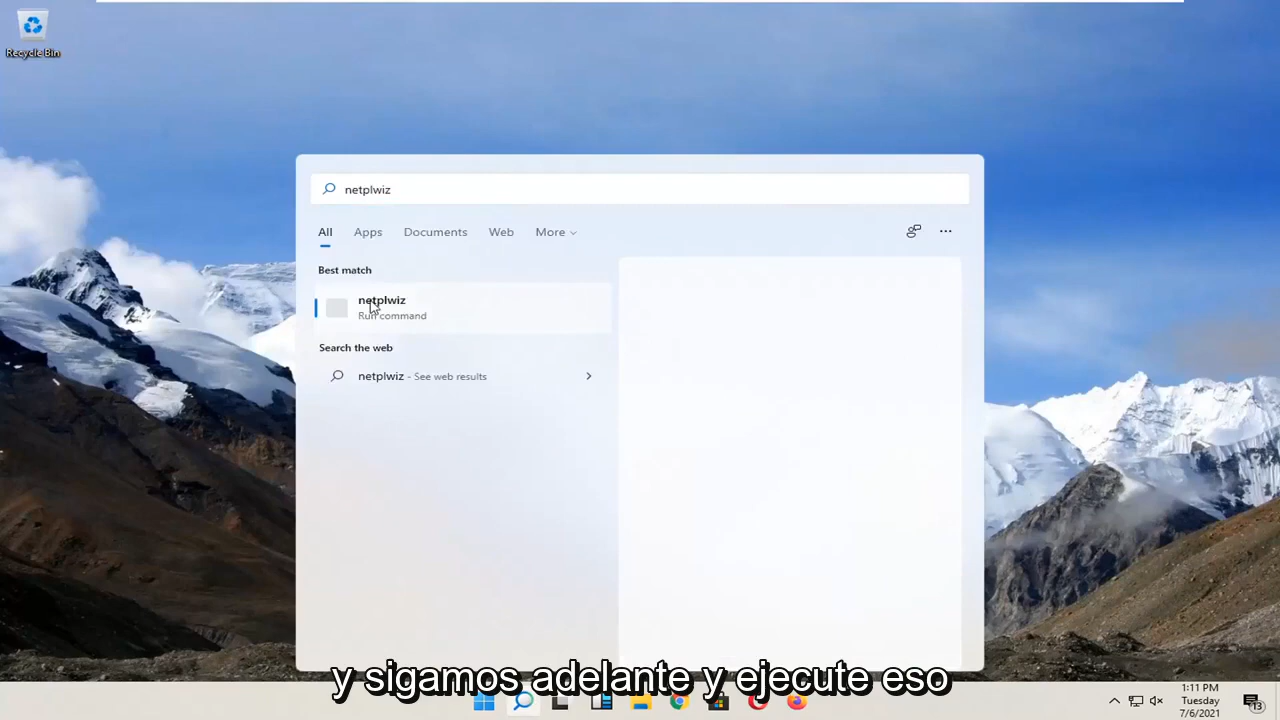 Recycle Bin
netplwiz
All Apps Documents Web More
Best match
netplwiz
Run command
Search the web
netplwiz - See web results
y sigamos adelante y ejecute eso
1:11 PM
Tuesday
7/6/2021
13